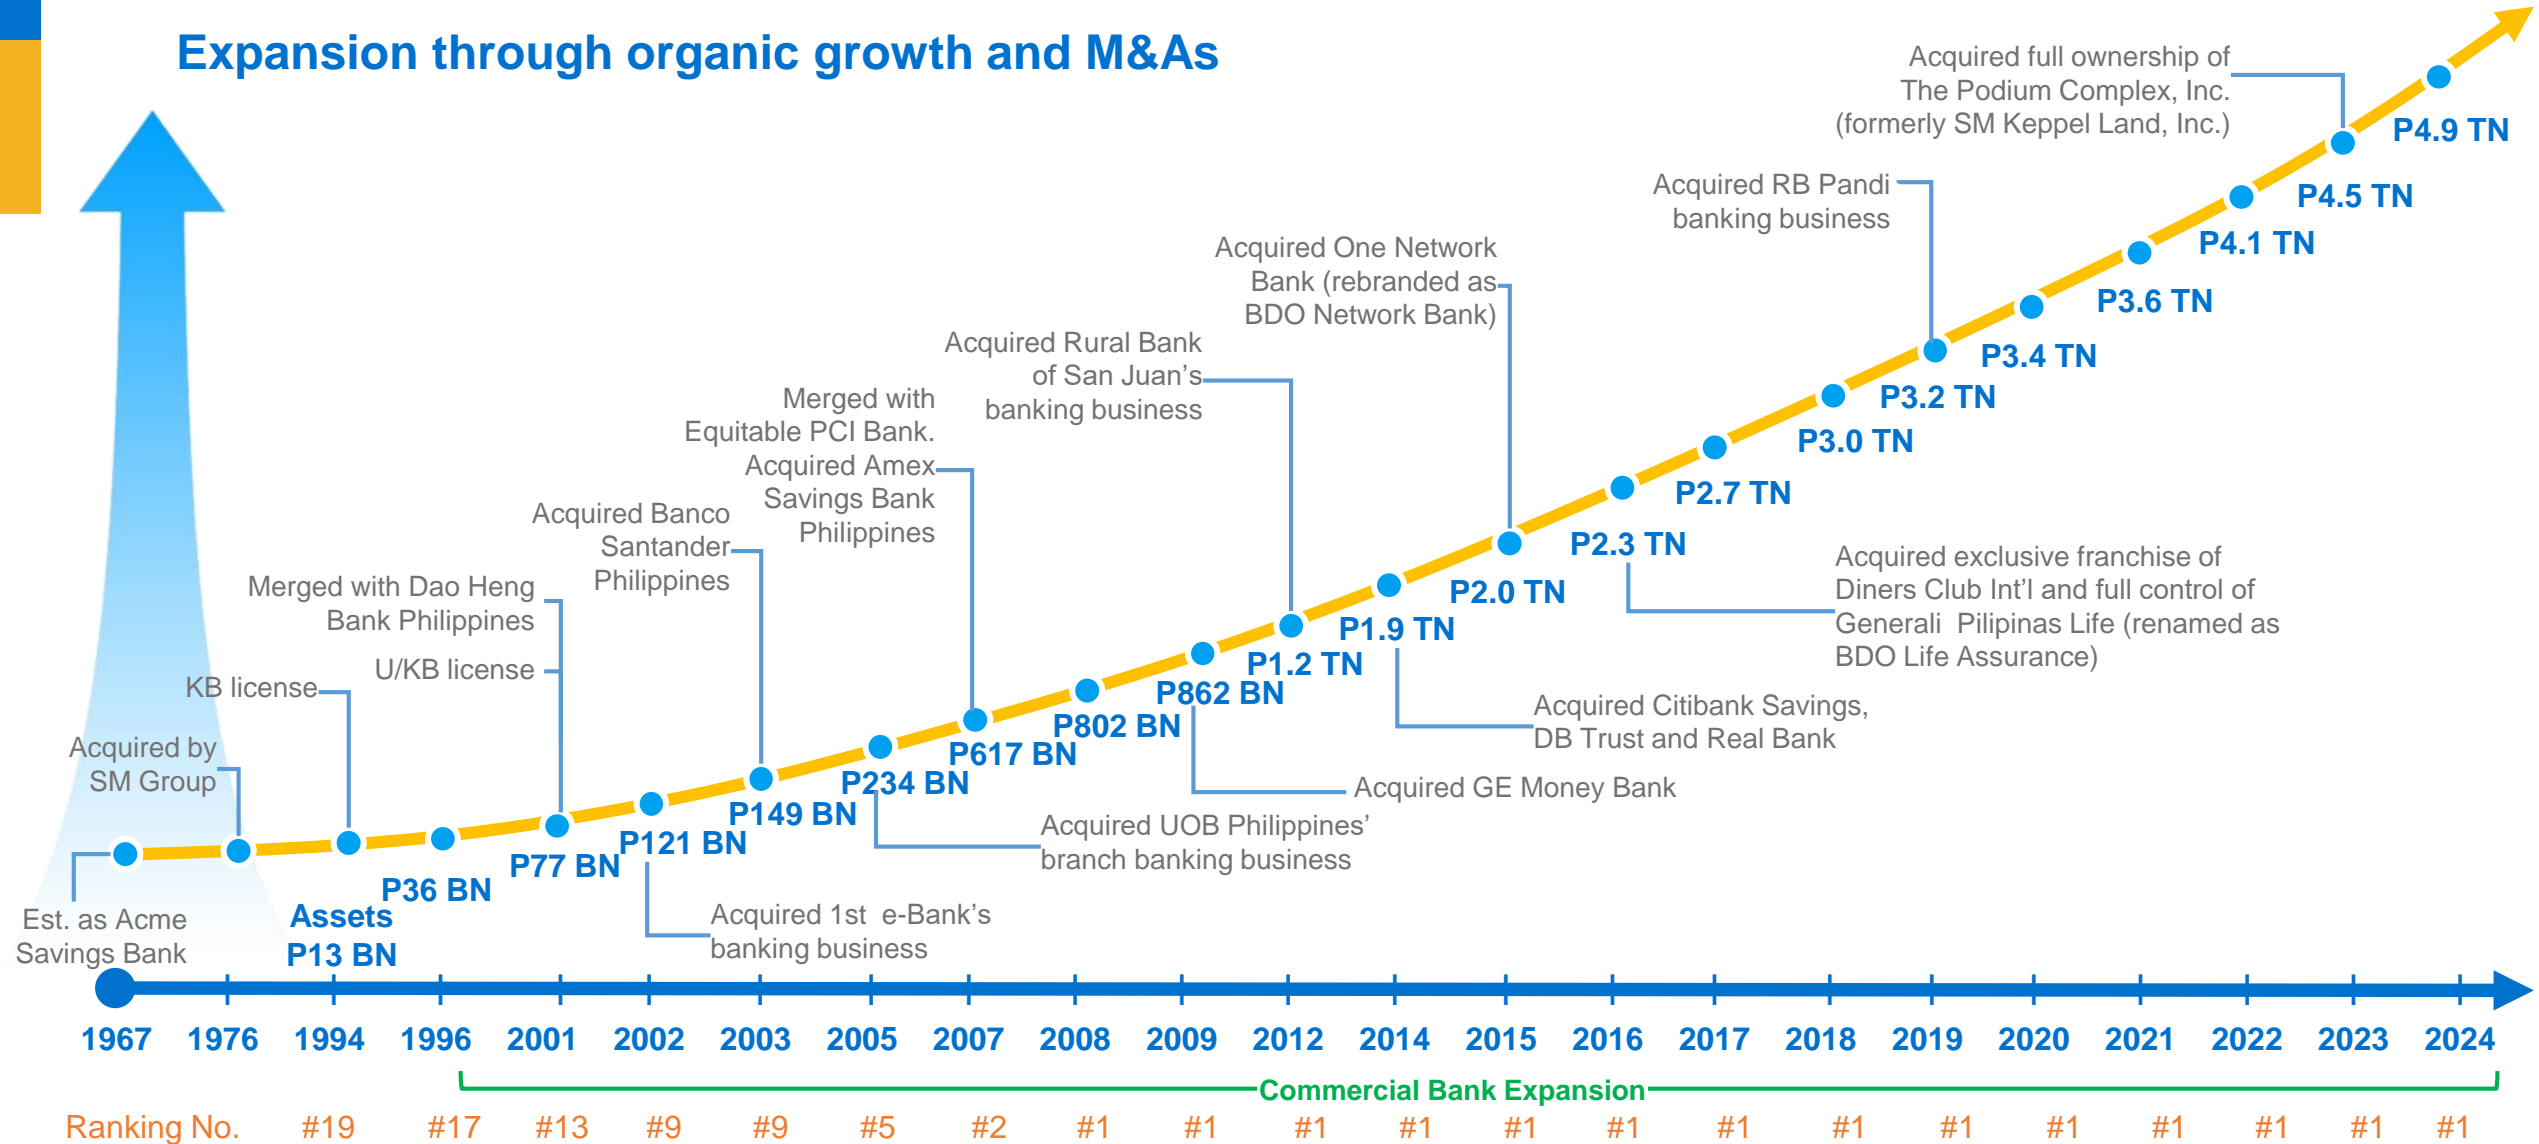 Expansion through organic growth and M&As
Acquired full ownership of
The Podium Complex, Inc.
(formerly SM Keppel Land, Inc.)
P4.9 TN
Acquired RB Pandi
banking business
P4.5 TN
Acquired One Network
Bank (rebranded as
BDO Network Bank)
P4.1 TN
P3.6 TN
Acquired Rural Bank
of San Juan’s
banking business
P3.4 TN
Merged with
Equitable PCI Bank.
Acquired Amex
Savings Bank
Philippines
P3.2 TN
P3.0 TN
P2.7 TN
Acquired Banco
Santander
Philippines
P2.3 TN
Acquired exclusive franchise of
Diners Club Int’l and full control of
Generali  Pilipinas Life (renamed as
BDO Life Assurance)
Merged with Dao Heng
Bank Philippines
P2.0 TN
U/KB license
P1.9 TN
KB license
P1.2 TN
P862 BN
Acquired Citibank Savings,
DB Trust and Real Bank
P802 BN
Acquired by
SM Group
P617 BN
P234 BN
Acquired GE Money Bank
P149 BN
Acquired UOB Philippines’
branch banking business
P121 BN
P77 BN
P36 BN
Est. as Acme
Savings Bank
Assets
P13 BN
Acquired 1st  e-Bank’s
banking business
1967 1976 1994 1996 2001 2002 2003 2005 2007 2008 2009 2012 2014 2015 2016 2017 2018 2019 2020 2021 2022 2023 2024
Commercial Bank Expansion
Ranking No. #19 #17 #13 #9 #9 #5 #2 #1 #1 #1 #1 #1 #1 #1 #1 #1 #1 #1 #1 #1 #1